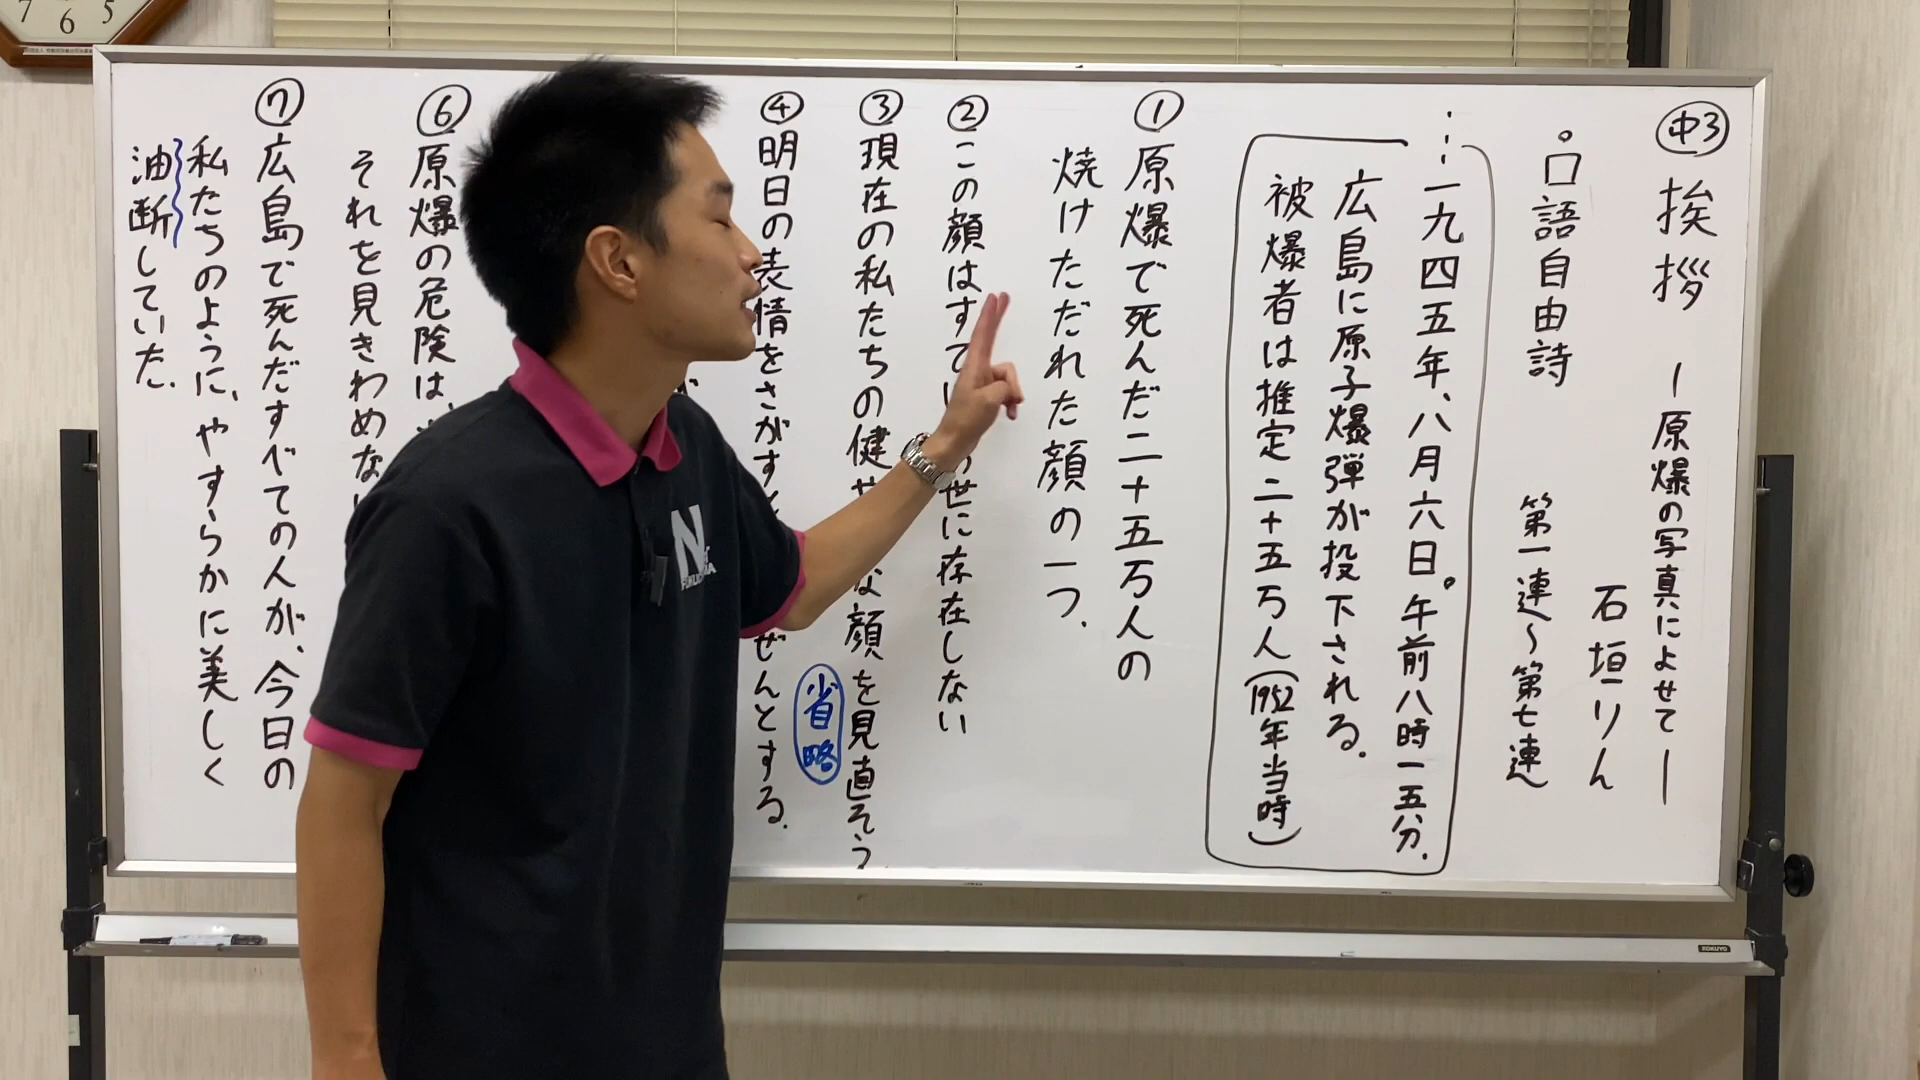 中3 挨拶 ―原爆の写真によせて―
石垣りん
口語自由詩 第一連〜第七連
一九四五年、八月六日。午前八時一五分、
広島に原子爆弾が投下される。
被爆者は推定二十五万人(1952年当時)
①原爆で死んだ二十五万人の
焼けただれた顔の一つ、
②この顔はすで 世に存在しない
③現在の私たちの健 な顔を見直そう
省略
④明日の表情をさがす ぜんとする。
が
⑥原爆の危険は、
それを見きわめな
⑦広島で死んだすべての人が、今日の
私たちのように、やすらかに美しく
油断していた。
N
KOKUYO
7 6 5